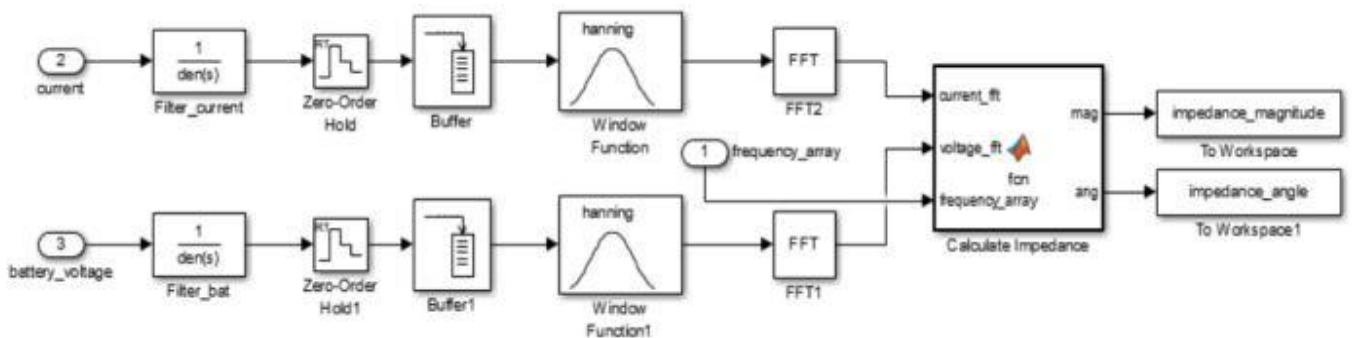 2
current
1
den(s)
Filter_current
RT
Zero-Order
Hold
Buffer
hanning
Window
Function
FFT
FFT2
1
frequency_array
current_fft
voltage_fft
frequency_array
fcn
mag
ang
Calculate Impedance
impedance_magnitude
To Workspace
impedance_angle
To Workspace1
3
battery_voltage
1
den(s)
Filter_bat
RT
Zero-Order
Hold1
Buffer1
hanning
Window
Function1
FFT
FFT1